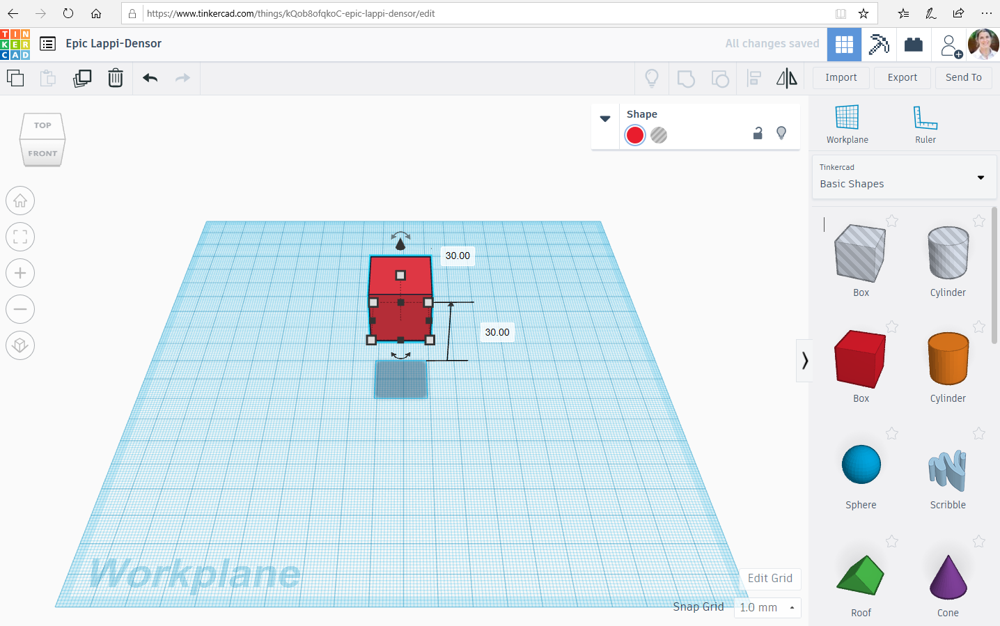 https://www.tinkercad.com/things/kQob8ofqkoC-epic-lappi-densor/edit
TIN
KER
CAD
Epic Lappi-Densor
All changes saved
Import
Export
Send To
TOP
FRONT
Shape
Workplane
Ruler
Tinkercad
Basic Shapes
30.00
30.00
Box
Cylinder
Box
Cylinder
Sphere
Scribble
Roof
Cone
Workplane
Edit Grid
Snap Grid
1.0 mm